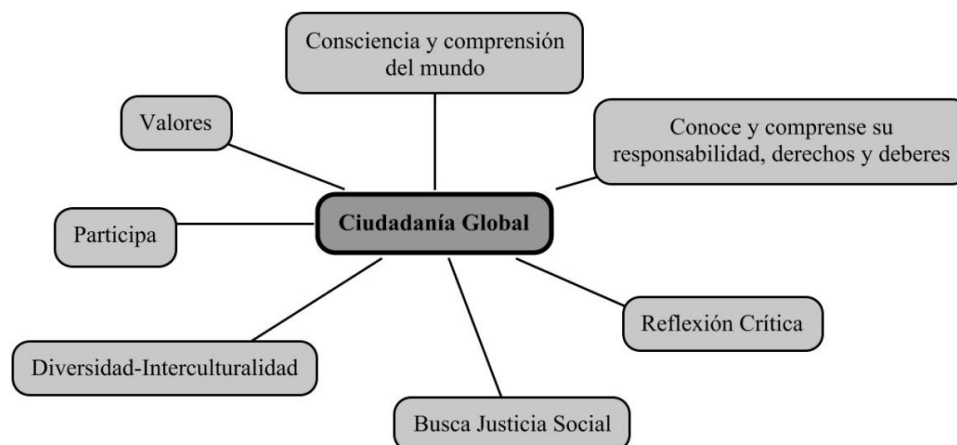 Consciencia y comprensión
del mundo
Valores
Conoce y comprense su
responsabilidad, derechos y deberes
Ciudadanía Global
Participa
Reflexión Crítica
Diversidad-Interculturalidad
Busca Justicia Social